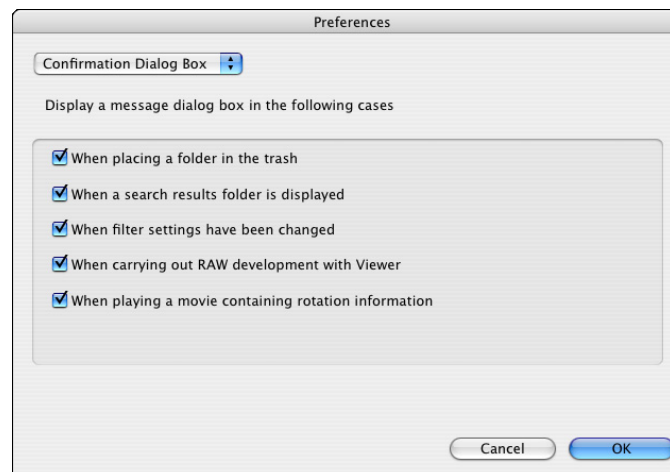 Preferences
Confirmation Dialog Box
Display a message dialog box in the following cases
When placing a folder in the trash
When a search results folder is displayed
When filter settings have been changed
When carrying out RAW development with Viewer
When playing a movie containing rotation information
Cancel OK